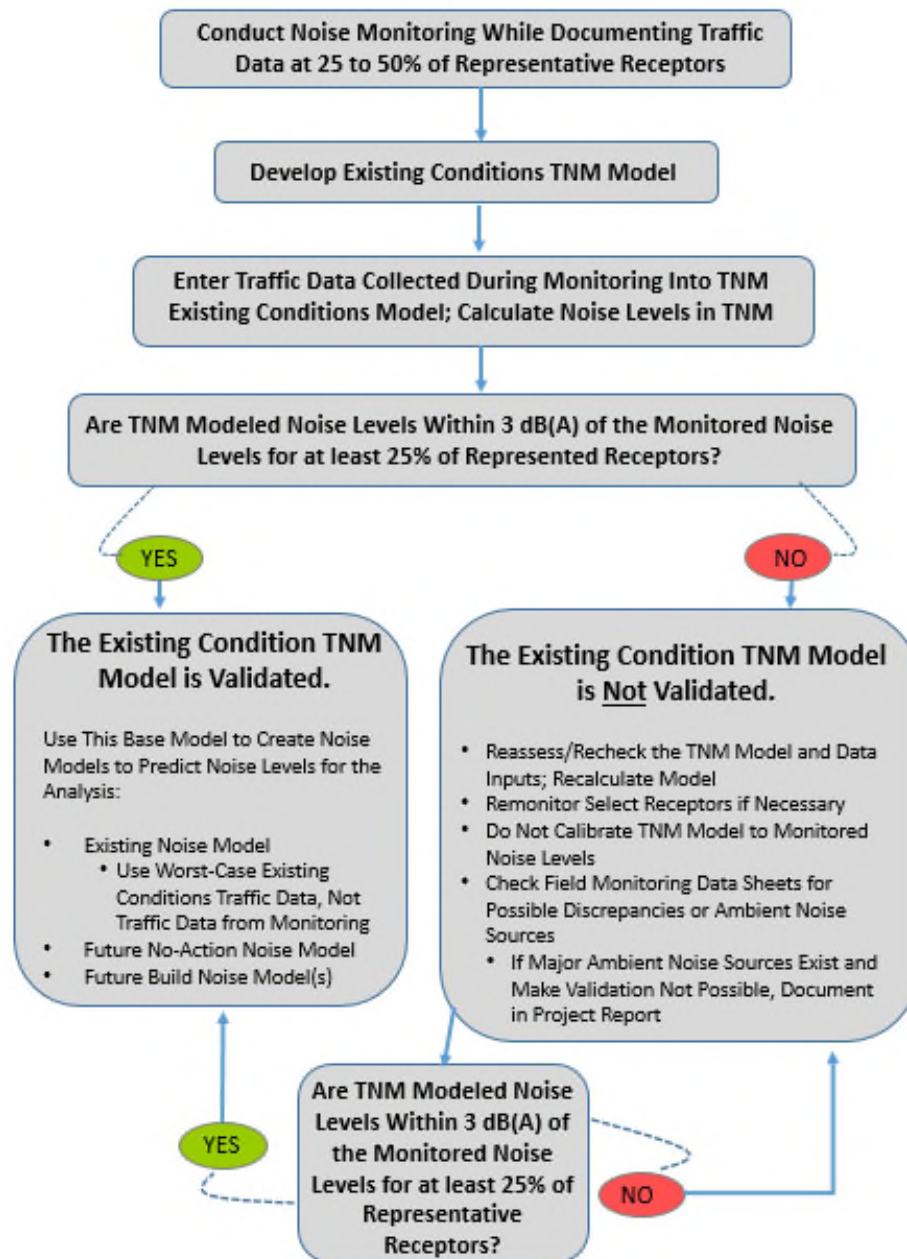 Conduct Noise Monitoring While Documenting Traffic
Data at 25 to 50% of Representative Receptors
Develop Existing Conditions TNM Model
Enter Traffic Data Collected During Monitoring Into TNM
Existing Conditions Model; Calculate Noise Levels in TNM
Are TNM Modeled Noise Levels Within 3 dB(A) of the Monitored Noise
Levels for at least 25% of Represented Receptors?
YES
NO
The Existing Condition TNM
Model is Validated.
Use This Base Model to Create Noise
Models to Predict Noise Levels for the
Analysis:
• Existing Noise Model
• Use Worst-Case Existing
Conditions Traffic Data, Not
Traffic Data from Monitoring
• Future No-Action Noise Model
• Future Build Noise Model(s)
The Existing Condition TNM Model
is Not Validated.
• Reassess/Recheck the TNM Model and Data
Inputs; Recalculate Model
• Remonitor Select Receptors if Necessary
• Do Not Calibrate TNM Model to Monitored
Noise Levels
• Check Field Monitoring Data Sheets for
Possible Discrepancies or Ambient Noise
Sources
• If Major Ambient Noise Sources Exist and
Make Validation Not Possible, Document
in Project Report
Are TNM Modeled Noise
Levels Within 3 dB(A) of
the Monitored Noise
Levels for at least 25% of
Representative
Receptors?
YES
NO